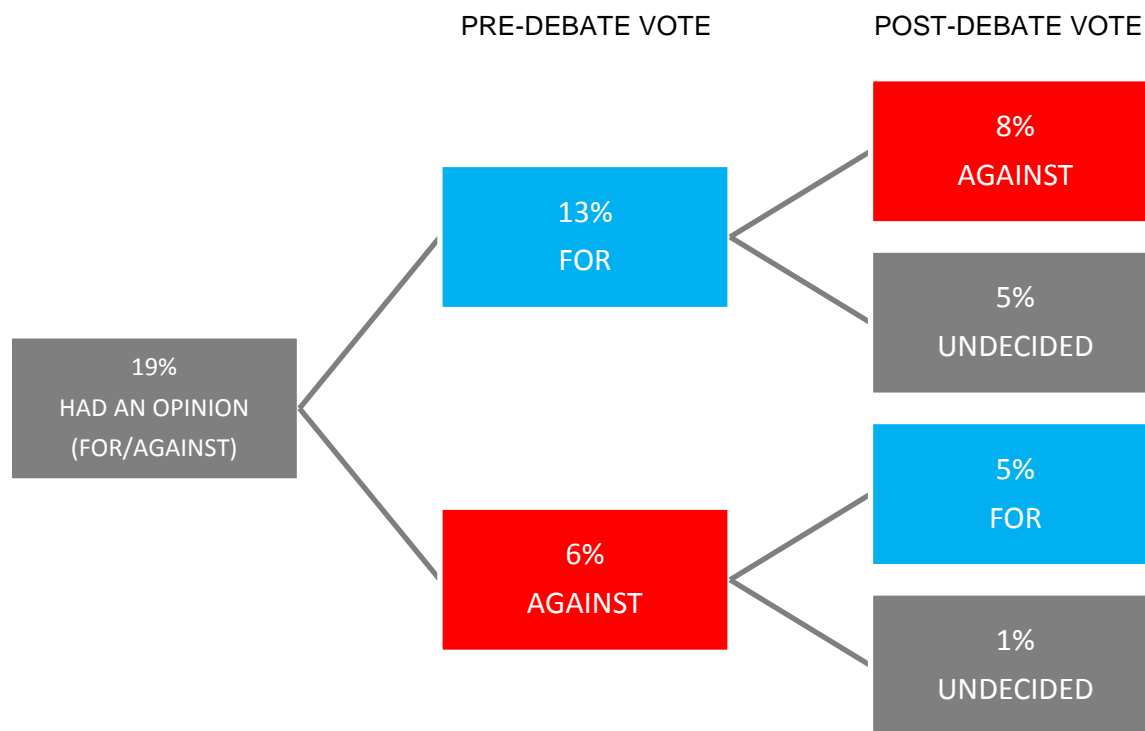 PRE-DEBATE VOTE
POST-DEBATE VOTE
8%
AGAINST
13%
FOR
5%
UNDECIDED
19%
HAD AN OPINION
(FOR/AGAINST)
5%
FOR
6%
AGAINST
1%
UNDECIDED